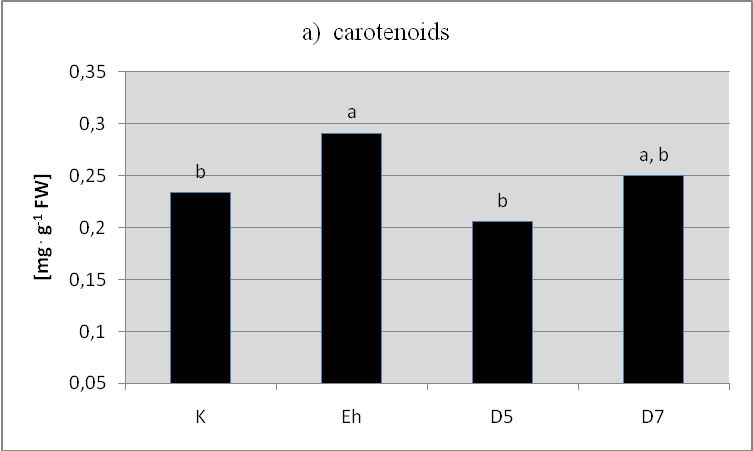 a) carotenoids
[mg · g-1 FW]
0,35
0,3
0,25
0,2
0,15
0,1
0,05
b
a
b
a, b
K Eh D5 D7